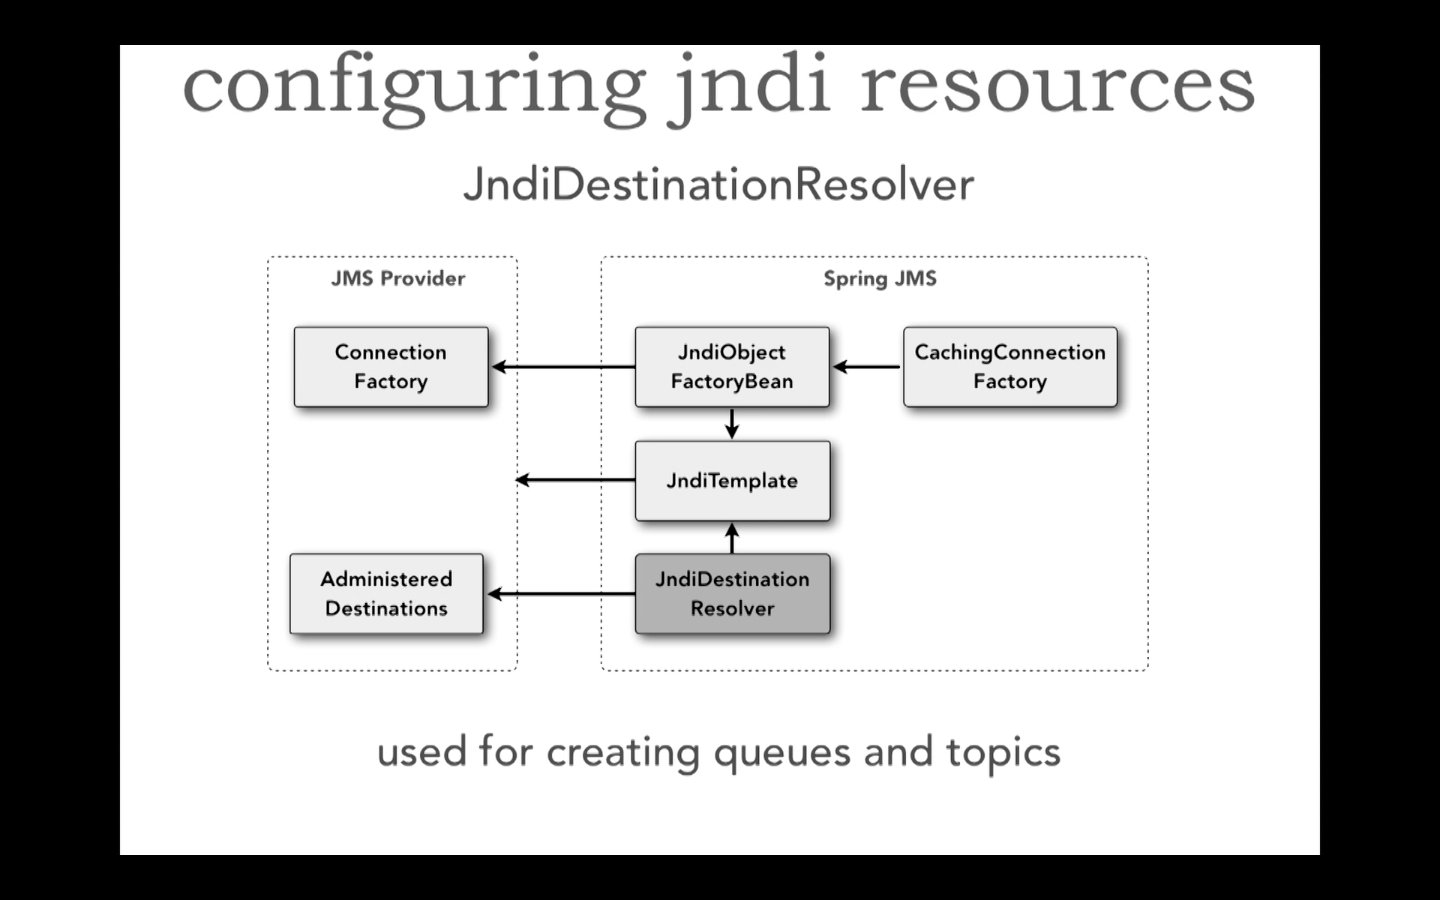 configuring jndi resources
JndiDestinationResolver
JMS Provider
Spring JMS
Connection
Factory
JndiObject
FactoryBean
CachingConnection
Factory
JndiTemplate
Administered
Destinations
JndiDestination
Resolver
used for creating queues and topics